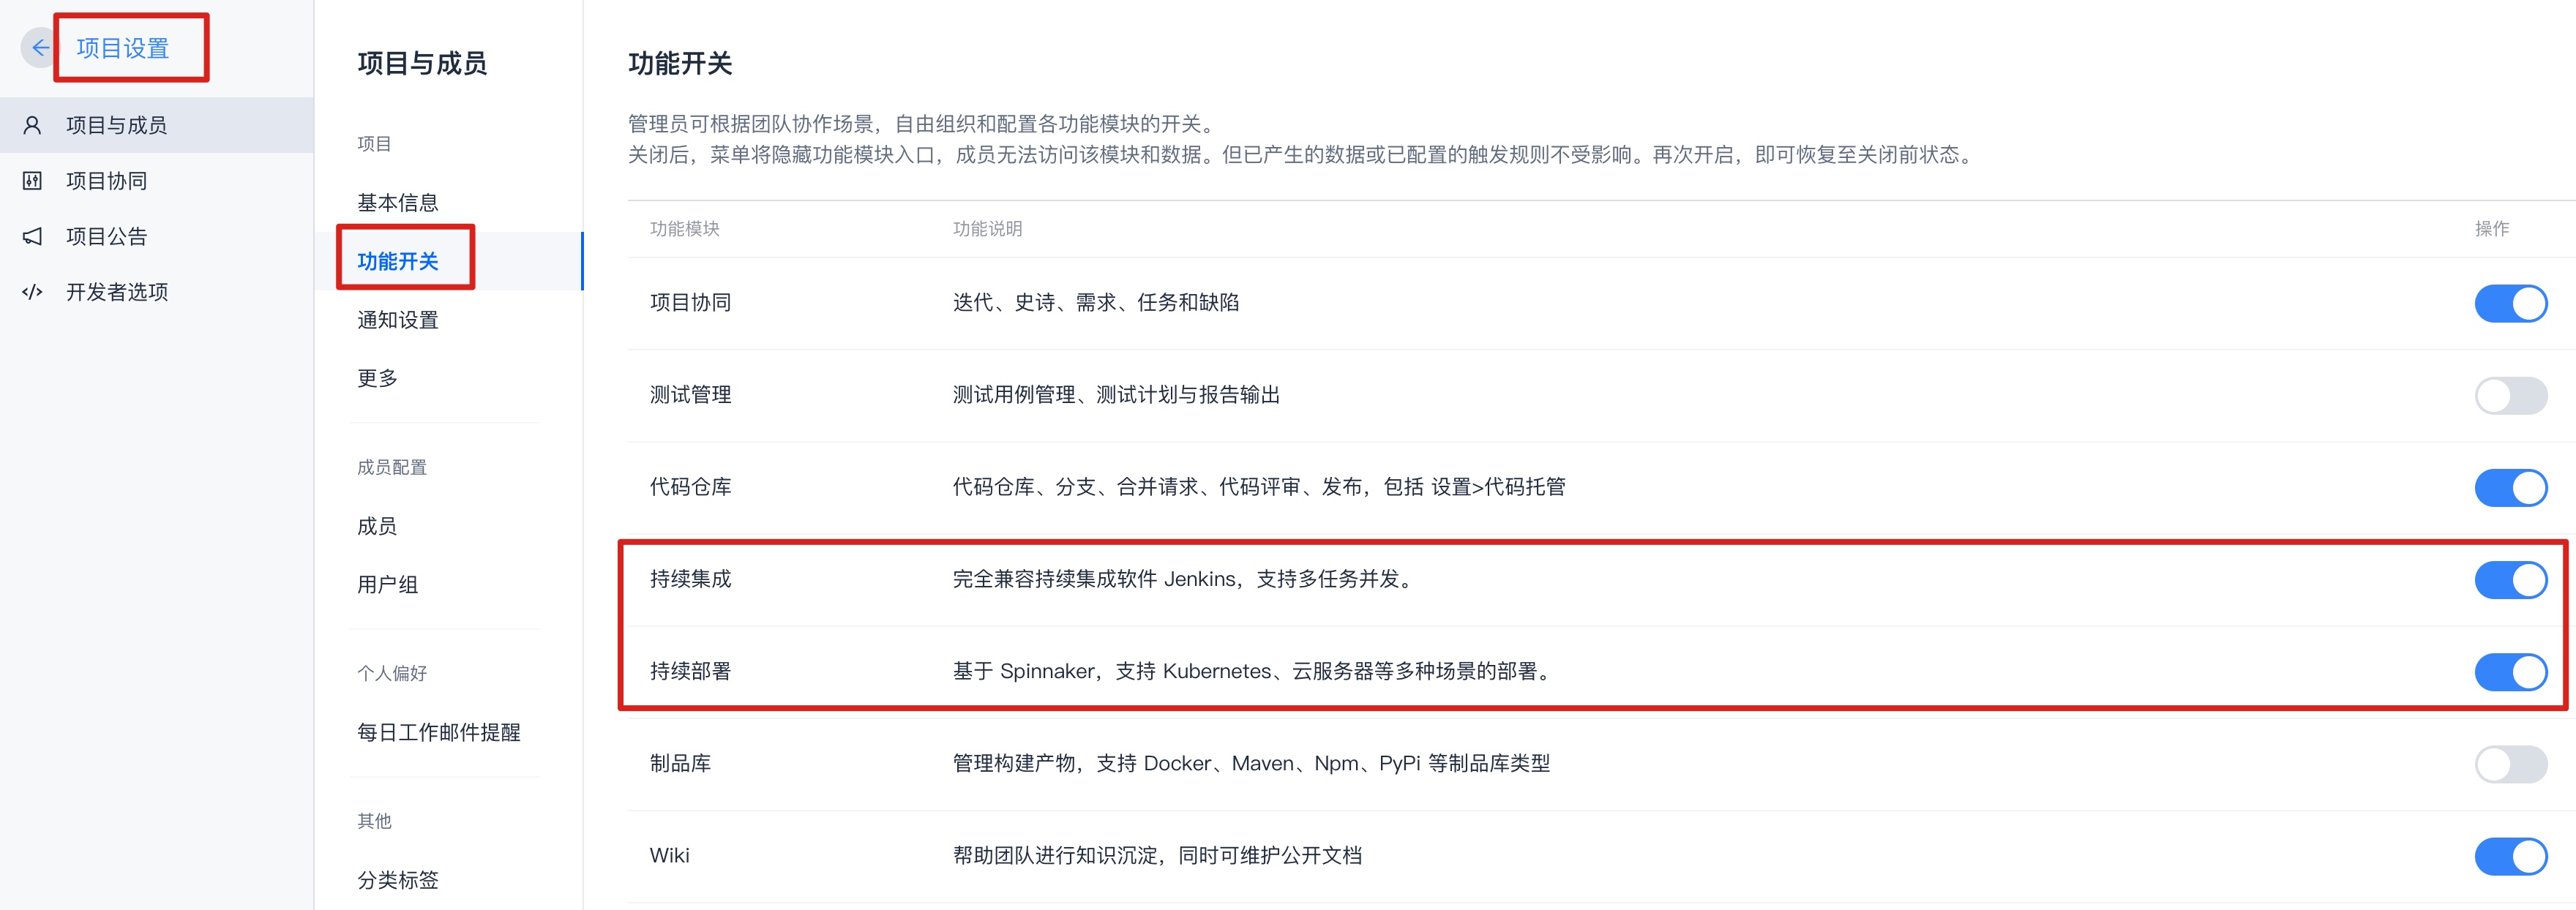 项目设置
项目与成员
项目协同
项目公告
开发者选项
项目与成员
项目
基本信息
功能开关
通知设置
更多
成员配置
成员
用户组
个人偏好
每日工作邮件提醒
其他
分类标签
功能开关
管理员可根据团队协作场景，自由组织和配置各功能模块的开关。
关闭后，菜单将隐藏功能模块入口，成员无法访问该模块和数据。但已产生的数据或已配置的触发规则不受影响。再次开启，即可恢复至关闭前状态。
功能模块 功能说明 操作
项目协同 迭代、史诗、需求、任务和缺陷
测试管理 测试用例管理、测试计划与报告输出
代码仓库 代码仓库、分支、合并请求、代码评审、发布，包括 设置>代码托管
持续集成 完全兼容持续集成软件 Jenkins，支持多任务并发。
持续部署 基于 Spinnaker，支持 Kubernetes、云服务器等多种场景的部署。
制品库 管理构建产物，支持 Docker、Maven、Npm、PyPi 等制品库类型
Wiki 帮助团队进行知识沉淀，同时可维护公开文档